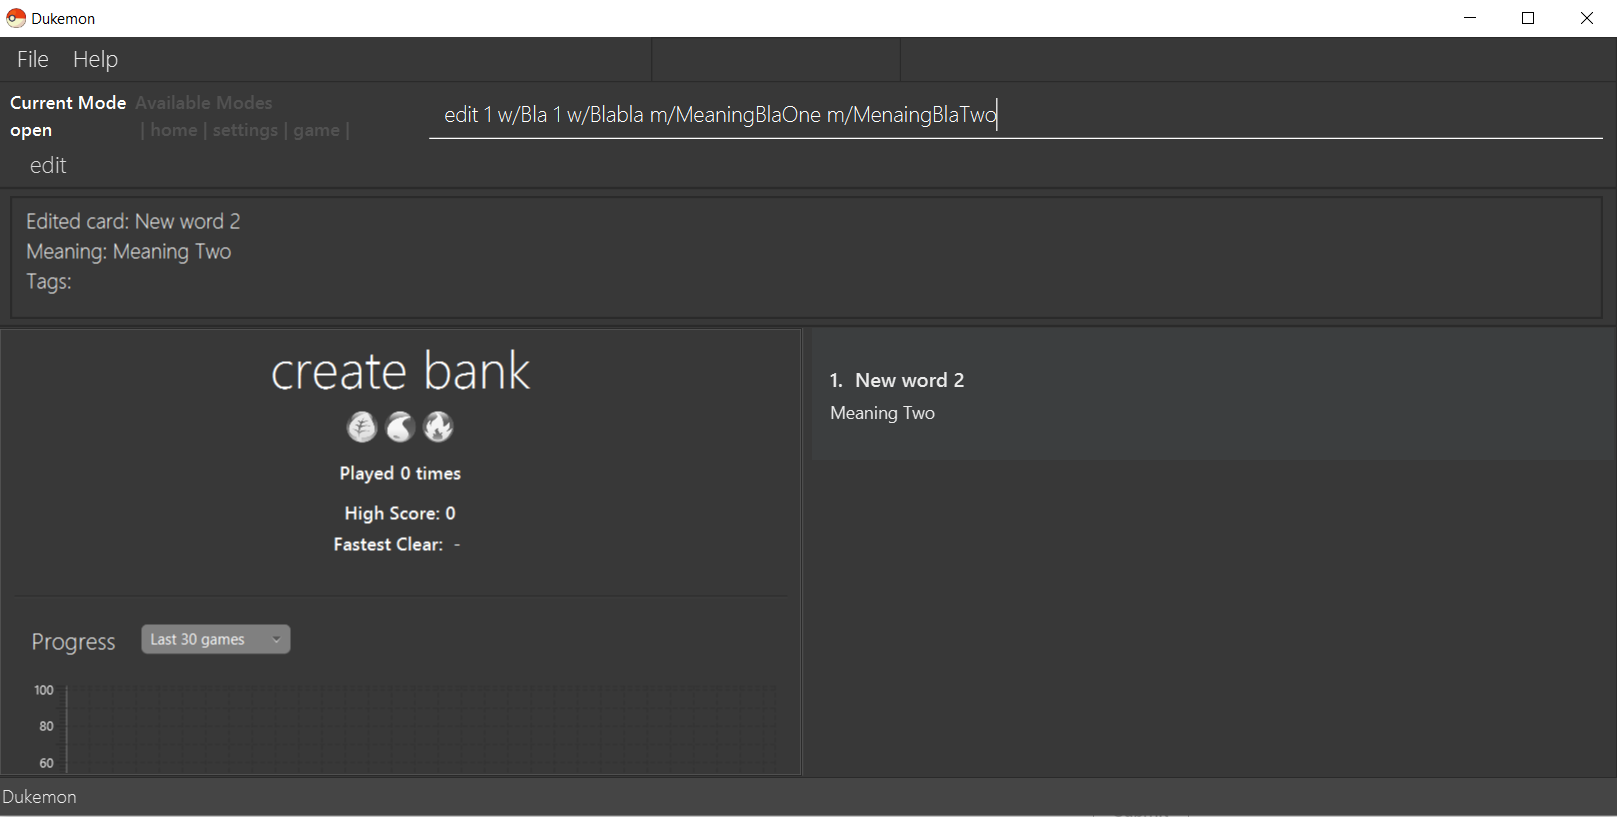 Dukemon
File Help
Current Mode Available Modes
open | home | settings | game |
edit 1 w/Bla 1 w/Blabla m/MeaningBlaOne m/MenaingBlaTwo
edit
Edited card: New word 2
Meaning: Meaning Two
Tags:
create bank
Played 0 times
High Score: 0
Fastest Clear: -
Progress Last 30 games
100
80
60
1. New word 2
Meaning Two
Dukemon